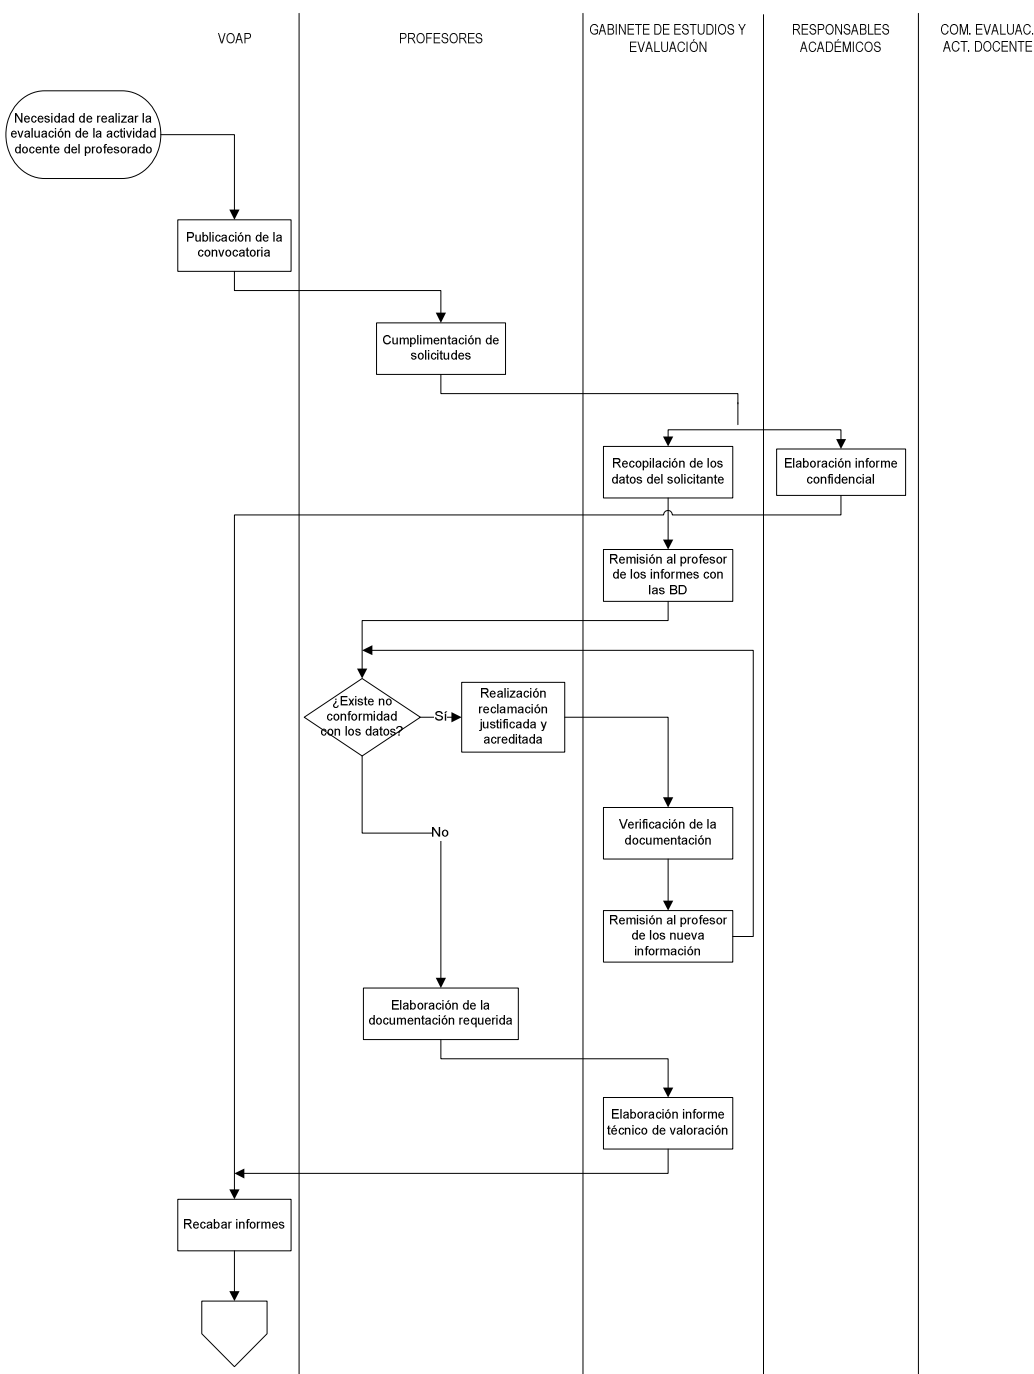 VOAP
PROFESORES
GABINETE DE ESTUDIOS Y
EVALUACIÓN
RESPONSABLES
ACADÉMICOS
COM. EVALUAC.
ACT. DOCENTE
Necesidad de realizar la
evaluación de la actividad
docente del profesorado
Publicación de la
convocatoria
Cumplimentación de
solicitudes
Recopilación de los
datos del solicitante
Elaboración informe
confidencial
Remisión al profesor
de los informes con
las BD
¿Existe no
conformidad
con los datos?
Sí
Realización
reclamación
justificada y
acreditada
Verificación de la
documentación
No
Remisión al profesor
de los nueva
información
Elaboración de la
documentación requerida
Elaboración informe
técnico de valoración
Recabar informes